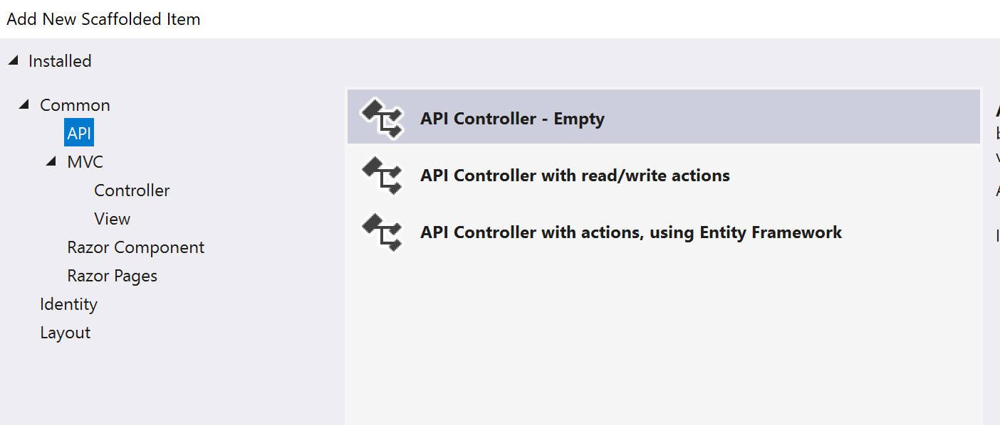 Add New Scaffolded Item
Installed
Common
API
MVC
Controller
View
Razor Component
Razor Pages
Identity
Layout
API Controller - Empty
API Controller with read/write actions
API Controller with actions, using Entity Framework